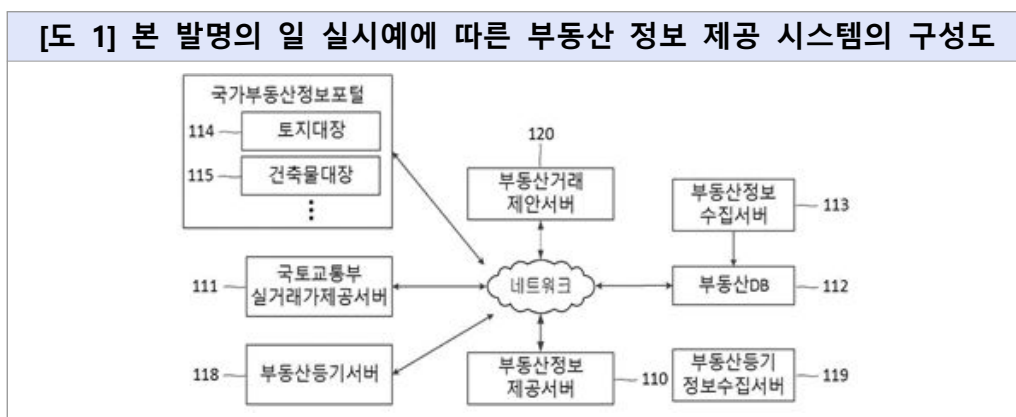 [도 1] 본 발명의 일 실시예에 따른 부동산 정보 제공 시스템의 구성도
국가부동산정보포털
114
토지대장
115
건축물대장
120
부동산거래
제안서버
부동산정보
수집서버
113
111
국토교통부
실거래가제공서버
네트워크
부동산DB
112
118
부동산등기서버
부동산정보
제공서버
110
부동산등기
정보수집서버
119